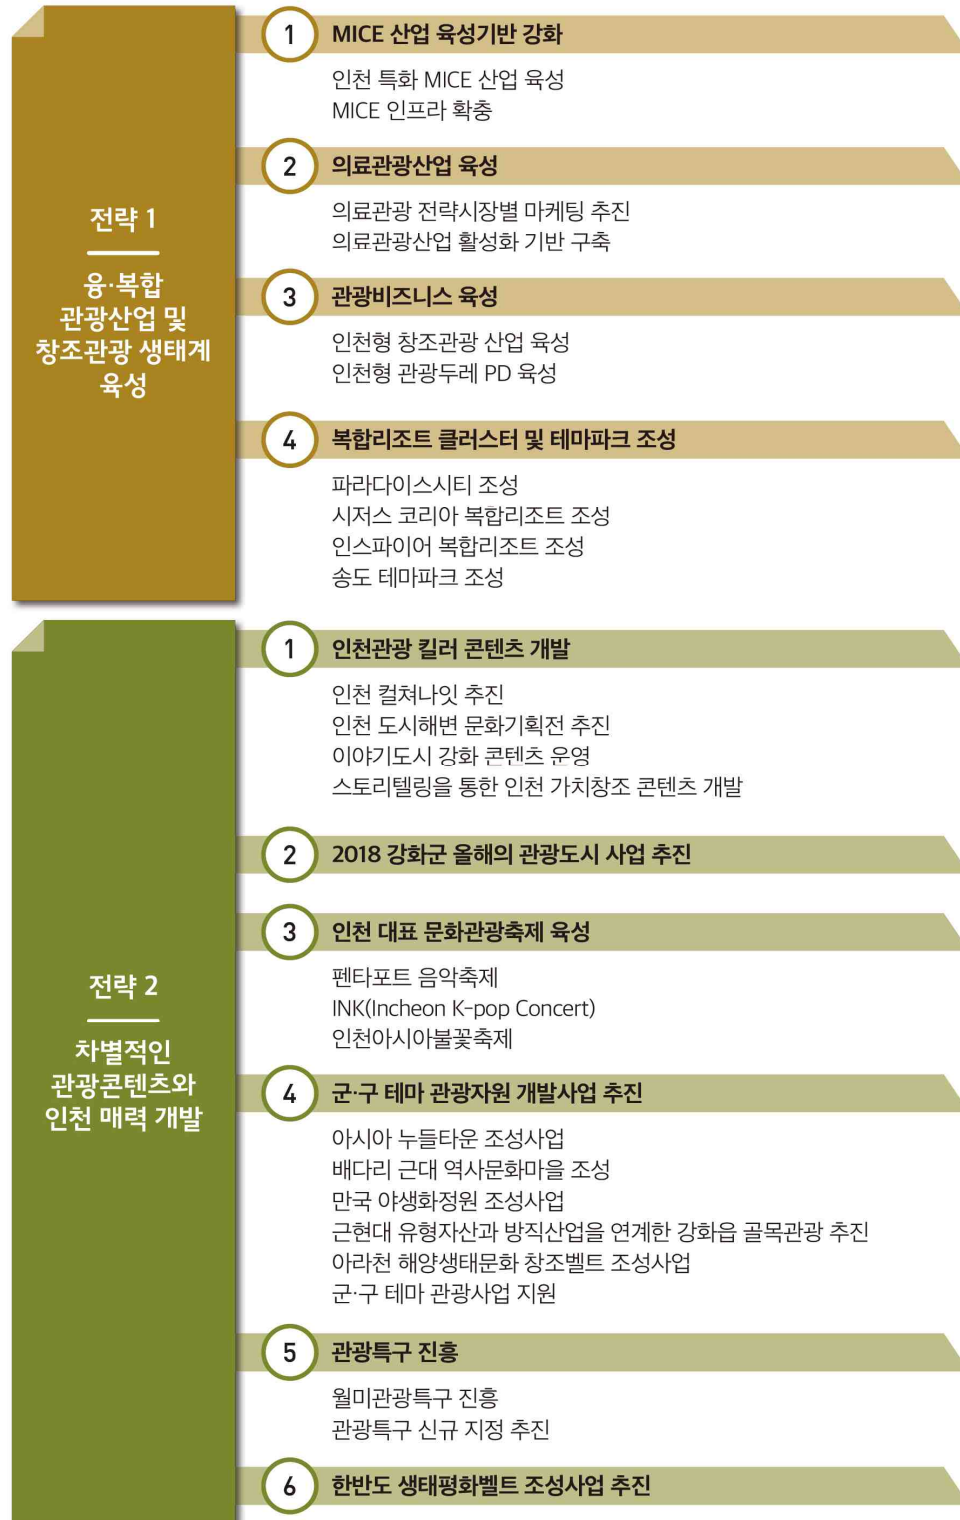 전략 1
융·복합
관광산업 및
창조관광 생태계
육성
1 MICE 산업 육성기반 강화
인천 특화 MICE 산업 육성
MICE 인프라 확충
2 의료관광산업 육성
의료관광 전략시장별 마케팅 추진
의료관광산업 활성화 기반 구축
3 관광비즈니스 육성
인천형 창조관광 산업 육성
인천형 관광두레 PD 육성
4 복합리조트 클러스터 및 테마파크 조성
파라다이스시티 조성
시저스 코리아 복합리조트 조성
인스파이어 복합리조트 조성
송도 테마파크 조성
전략 2
차별적인
관광콘텐츠와
인천 매력 개발
1 인천관광 킬러 콘텐츠 개발
인천 컬쳐나잇 추진
인천 도시해변 문화기획전 추진
이야기도시 강화 콘텐츠 운영
스토리텔링을 통한 인천 가치창조 콘텐츠 개발
2 2018 강화군 올해의 관광도시 사업 추진
3 인천 대표 문화관광축제 육성
펜타포트 음악축제
INK(Incheon K-pop Concert)
인천아시아불꽃축제
4 군·구 테마 관광자원 개발사업 추진
아시아 누들타운 조성사업
배다리 근대 역사문화마을 조성
만국 야생화정원 조성사업
근현대 유형자산과 방직산업을 연계한 강화읍 골목관광 추진
아라천 해양생태문화 창조벨트 조성사업
군·구 테마 관광사업 지원
5 관광특구 진흥
월미관광특구 진흥
관광특구 신규 지정 추진
6 한반도 생태평화벨트 조성사업 추진